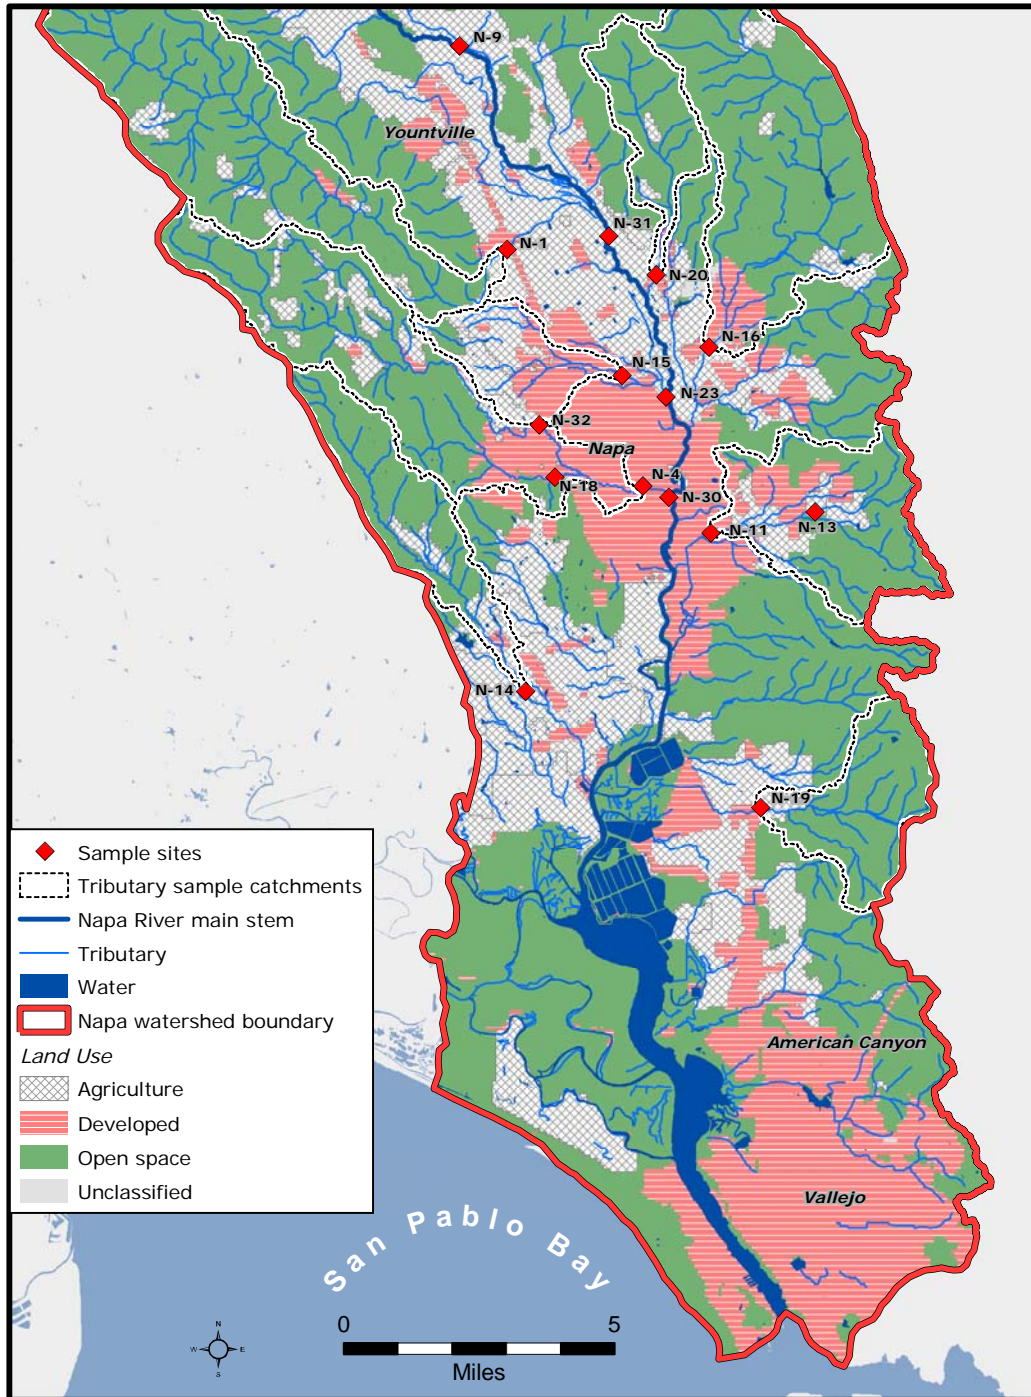 N-9
Yountville
N-31
N-1
N-20
N-16
N-15
N-23
N-32
Napa
N-4
N-18
N-30
N-13
N-11
N-14
N-19
Sample sites
Tributary sample catchments
Napa River main stem
Tributary
Water
Napa watershed boundary
Land Use
Agriculture
Developed
Open space
Unclassified
American Canyon
Vallejo
San Pablo Bay
N
W E
S
0 5
Miles